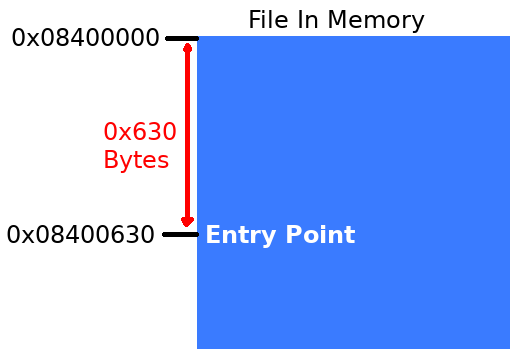 File In Memory
0x08400000
0x630
Bytes
0x08400630
Entry Point